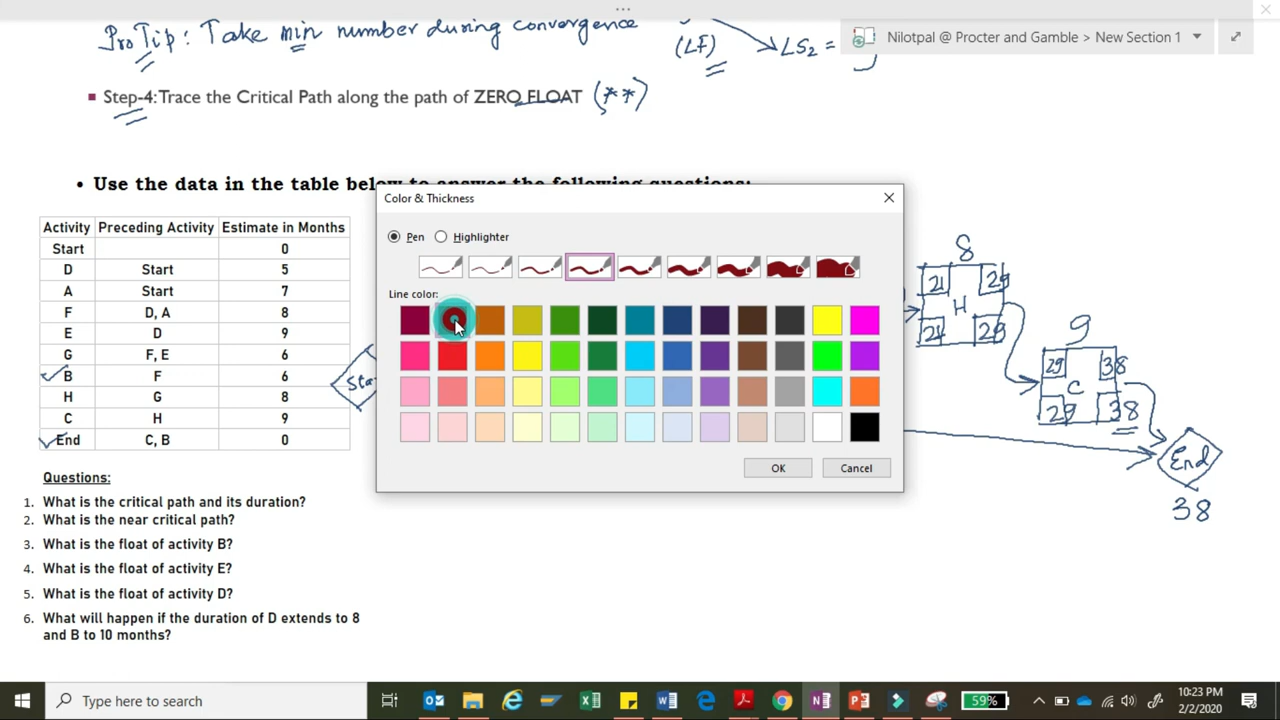 ProTip: Take min number during convergence
(LF)
LS₂ =
Nilotpal @ Procter and Gamble > New Section 1
Step-4:Trace the Critical Path along the path of ZERO FLOAT (**)
Use the data in the table below to answer the following questions:
Activity Preceding Activity Estimate in Months
Start 0
D Start 5
A Start 7
F D, A 8
E D 9
G F, E 6
B F 6
H G 8
C H 9
End C, B 0
Color & Thickness
Pen Highlighter
Line color:
OK Cancel
8
21 29
H
21 29
9
29 38
C
29 38
End
38
Questions:
1. What is the critical path and its duration?
2. What is the near critical path?
3. What is the float of activity B?
4. What is the float of activity E?
5. What is the float of activity D?
6. What will happen if the duration of D extends to 8
and B to 10 months?
Type here to search
59%
10:23 PM
2/2/2020